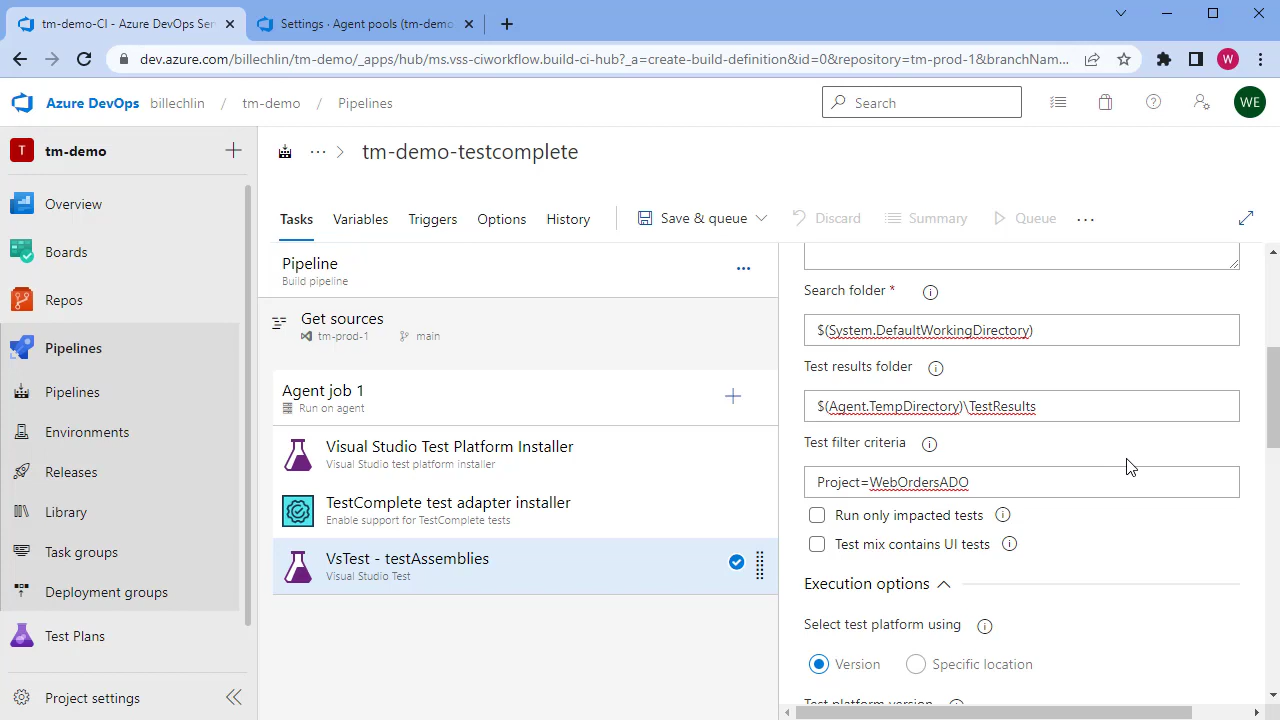 tm-demo-CI - Azure DevOps Ser
Settings · Agent pools (tm-demo
dev.azure.com/billechlin/tm-demo/_apps/hub/ms.vss-ciworkflow.build-ci-hub?_a=create-build-definition&id=0&repository=tm-prod-1&branchNam...
W
Azure DevOps
billechlin
/
tm-demo
/
Pipelines
Search
WE
T
tm-demo
Overview
Boards
Repos
Pipelines
Pipelines
Environments
Releases
Library
Task groups
Deployment groups
Test Plans
Project settings
tm-demo-testcomplete
Tasks
Variables
Triggers
Options
History
Save & queue
Discard
Summary
Queue
Pipeline
Build pipeline
Get sources
tm-prod-1
main
Agent job 1
Run on agent
Visual Studio Test Platform Installer
Visual Studio test platform installer
TestComplete test adapter installer
Enable support for TestComplete tests
VsTest - testAssemblies
Visual Studio Test
Search folder *
$(System.DefaultWorkingDirectory)
Test results folder
$(Agent.TempDirectory)\TestResults
Test filter criteria
Project=WebOrdersADO
Run only impacted tests
Test mix contains UI tests
Execution options
Select test platform using
Version
Specific location
Test platform version